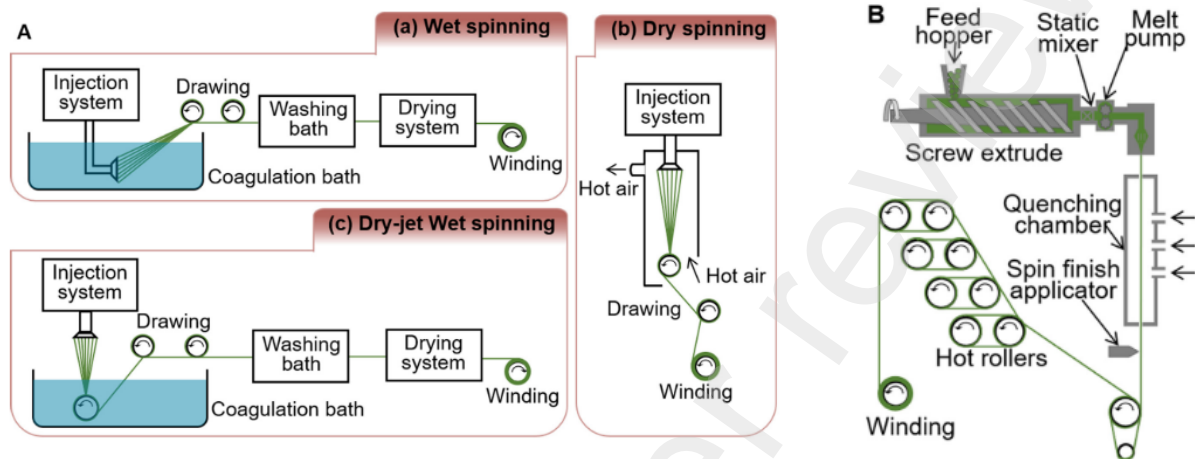 A
(a) Wet spinning
Injection
system
Drawing
Washing
bath
Drying
system
Winding
Coagulation bath
(b) Dry spinning
Injection
system
Hot air
Hot air
Drawing
Winding
(c) Dry-jet Wet spinning
Injection
system
Drawing
Washing
bath
Drying
system
Winding
Coagulation bath
B
Feed
hopper
Static
mixer
Melt
pump
Screw extrude
Quenching
chamber
Spin finish
applicator
Hot rollers
Winding
er review